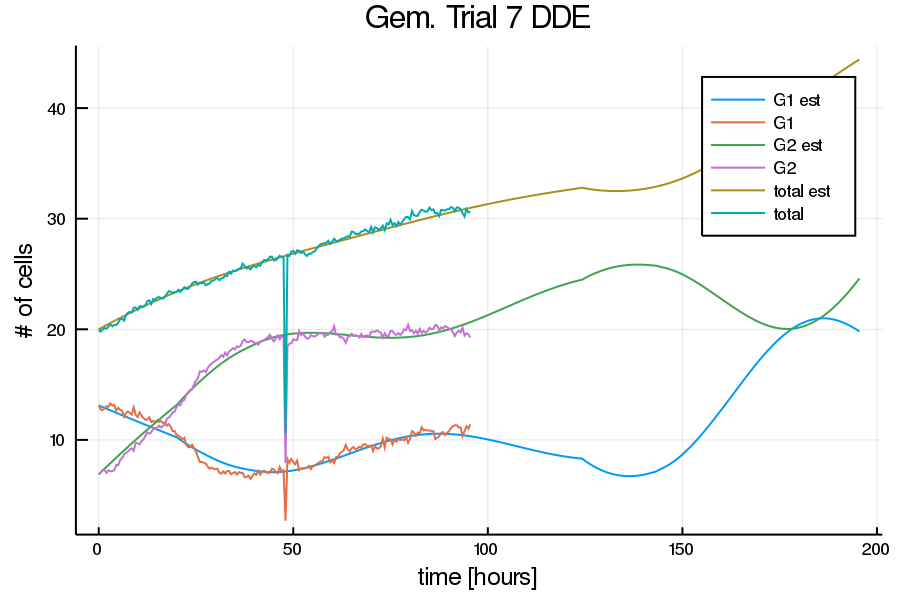 Gem. Trial 7 DDE
# of cells
40
30
20
10
0
50
100
150
200
time [hours]
G1 est
G1
G2 est
G2
total est
total